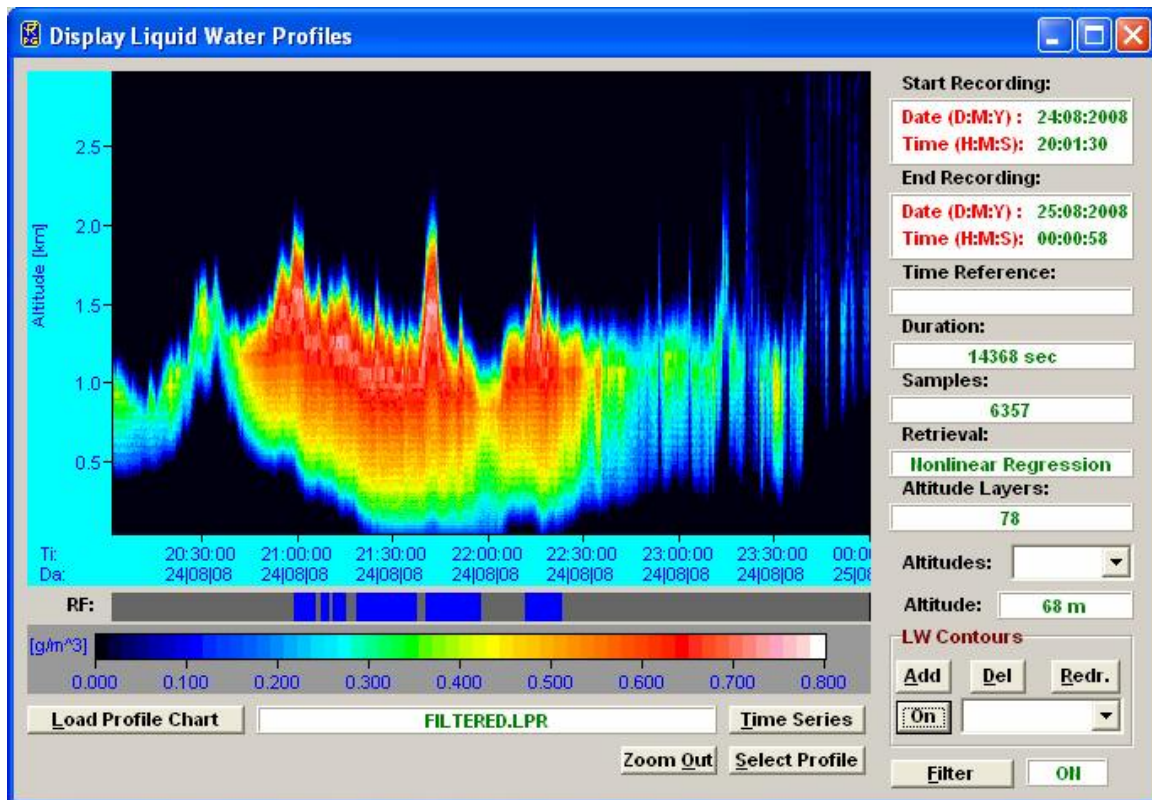 Display Liquid Water Profiles
Start Recording:
Date (D:M:Y) : 24:08:2008
Time (H:M:S): 20:01:30
End Recording:
Date (D:M:Y) : 25:08:2008
Time (H:M:S): 00:00:58
Time Reference:
Duration:
14368 sec
Samples:
6357
Retrieval:
Nonlinear Regression
Altitude Layers:
78
Altitudes:
Altitude: 68 m
LW Contours
Add Del Redr.
On
Filter ON
Altitude [km]
2.5
2.0
1.5
1.0
0.5
Ti: 20:30:00 21:00:00 21:30:00 22:00:00 22:30:00 23:00:00 23:30:00 00:0
Da: 24|08|08 24|08|08 24|08|08 24|08|08 24|08|08 24|08|08 24|08|08 25|08
RF:
[g/m^3]
0.000 0.100 0.200 0.300 0.400 0.500 0.600 0.700 0.800
Load Profile Chart FILTERED.LPR Time Series
Zoom Out Select Profile